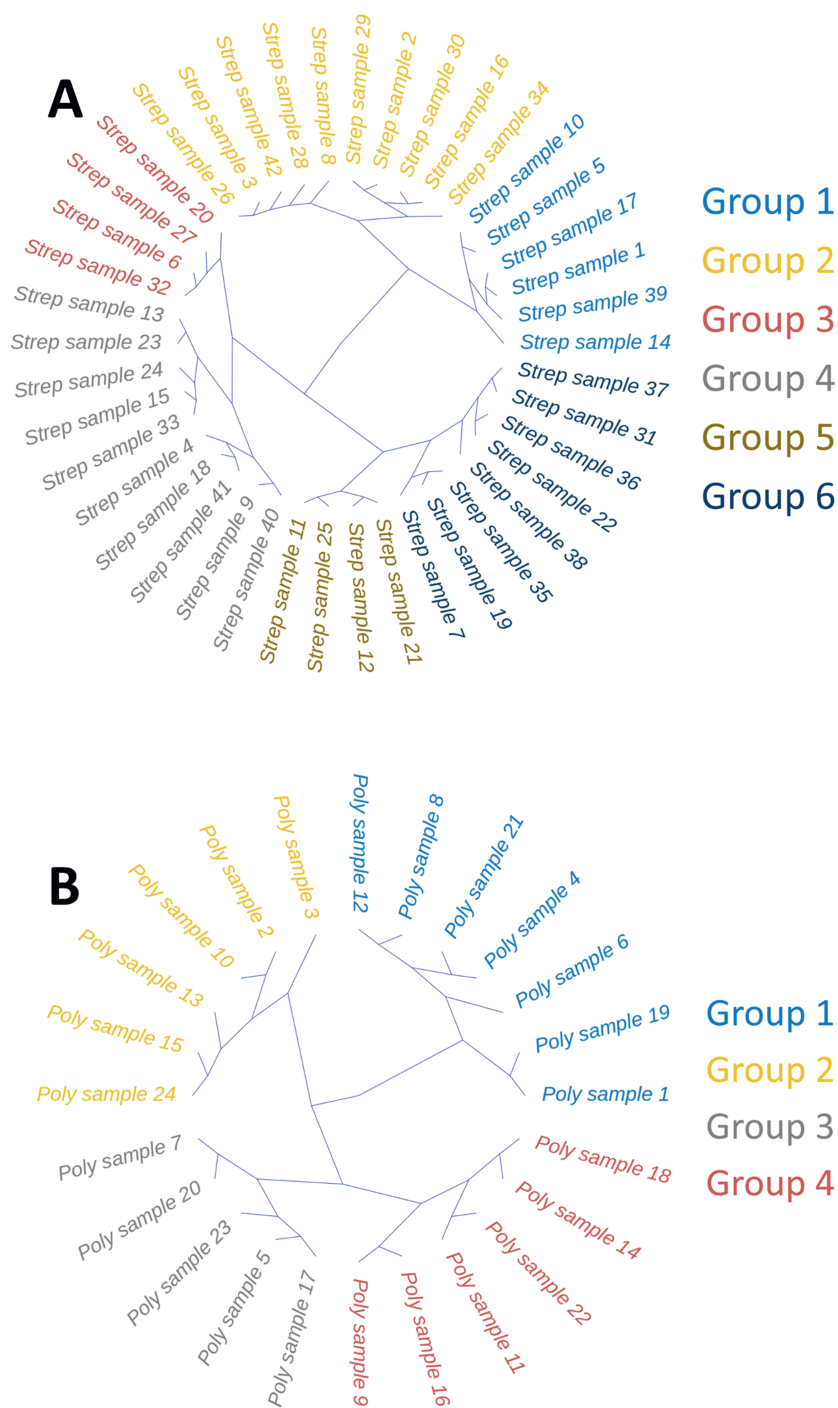 A
Strep sample 29
Strep sample 2
Strep sample 30
Strep sample 16
Strep sample 34
Strep sample 10
Strep sample 5
Strep sample 17
Strep sample 1
Strep sample 39
Strep sample 14
Strep sample 37
Strep sample 31
Strep sample 36
Strep sample 22
Strep sample 38
Strep sample 35
Strep sample 19
Strep sample 7
Strep sample 21
Strep sample 12
Strep sample 25
Strep sample 11
Strep sample 40
Strep sample 9
Strep sample 41
Strep sample 18
Strep sample 4
Strep sample 33
Strep sample 15
Strep sample 24
Strep sample 23
Strep sample 13
Strep sample 32
Strep sample 6
Strep sample 27
Strep sample 20
Strep sample 26
Strep sample 3
Strep sample 42
Strep sample 28
Strep sample 8
Group 1
Group 2
Group 3
Group 4
Group 5
Group 6
B
Poly sample 12
Poly sample 8
Poly sample 21
Poly sample 4
Poly sample 6
Poly sample 19
Poly sample 1
Poly sample 18
Poly sample 14
Poly sample 22
Poly sample 11
Poly sample 16
Poly sample 9
Poly sample 17
Poly sample 5
Poly sample 23
Poly sample 20
Poly sample 7
Poly sample 24
Poly sample 15
Poly sample 13
Poly sample 10
Poly sample 2
Poly sample 3
Group 1
Group 2
Group 3
Group 4